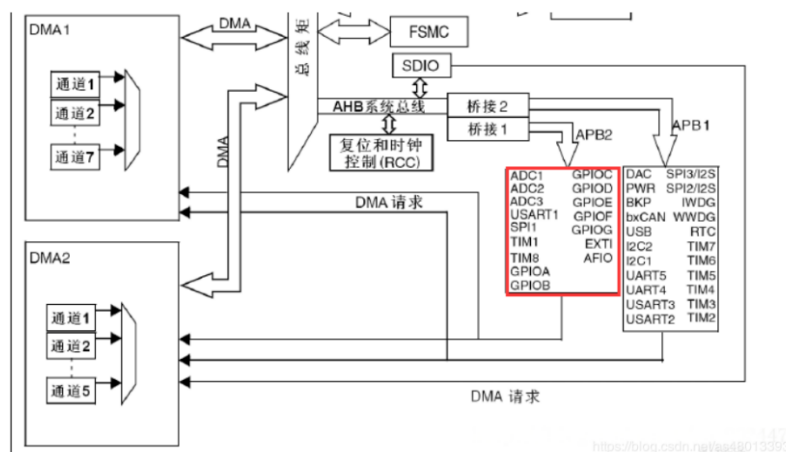 DMA1
通道1
通道2
通道7
DMA
总线矩
FSMC
SDIO
AHB系统总线
桥接2
桥接1
复位和时钟
控制(RCC)
APB2
APB1
DMA
DMA请求
ADC1 GPIOC
ADC2 GPIOD
ADC3 GPIOE
USART1 GPIOF
SPI1 GPIOG
TIM1 EXTI
TIM8 AFIO
GPIOA
GPIOB
DAC SPI3/I2S
PWR SPI2/I2S
BKP IWDG
bxCAN WWDG
USB RTC
I2C2 TIM7
I2C1 TIM6
UART5 TIM5
UART4 TIM4
USART3 TIM3
USART2 TIM2
DMA2
通道1
通道2
通道5
DMA 请求